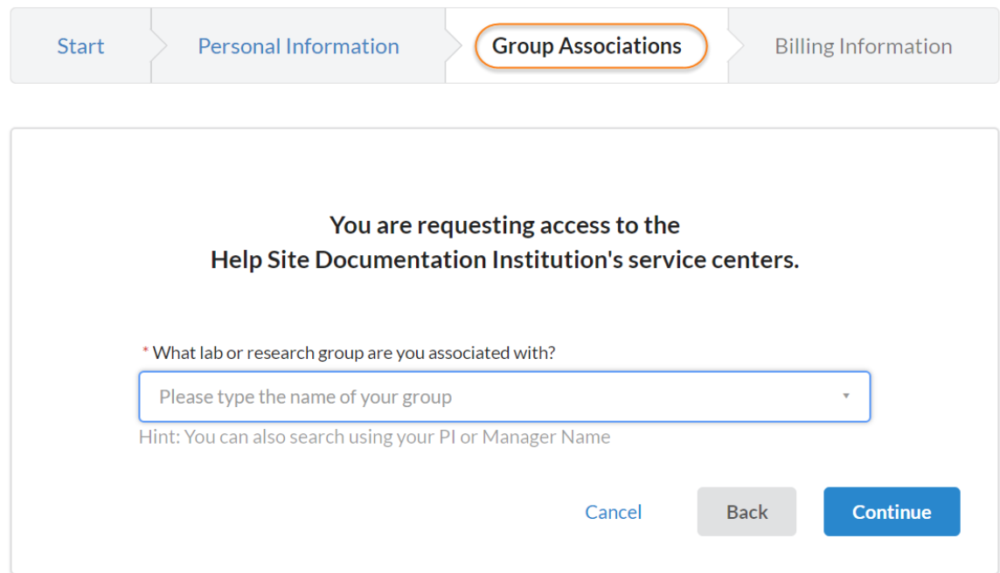 Start
Personal Information
Group Associations
Billing Information
You are requesting access to the
Help Site Documentation Institution's service centers.
* What lab or research group are you associated with?
Please type the name of your group
Hint: You can also search using your PI or Manager Name
Cancel
Back
Continue